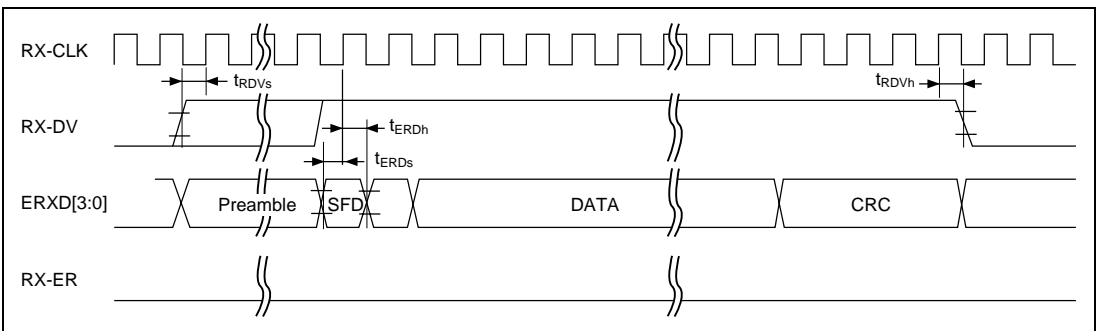 RX-CLK
tRDVs
tRDVh
RX-DV
tERDh
tERDs
ERXD[3:0]
Preamble
SFD
DATA
CRC
RX-ER